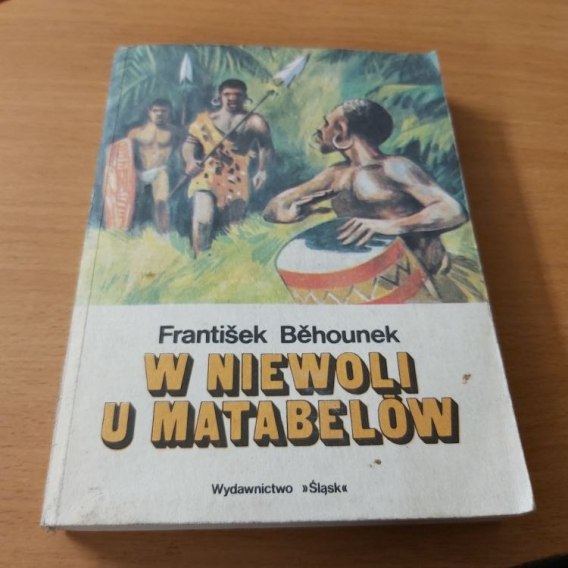 František Běhounek
W NIEWOLI
U MATABELÓW
Wydawnictwo »Śląsk«